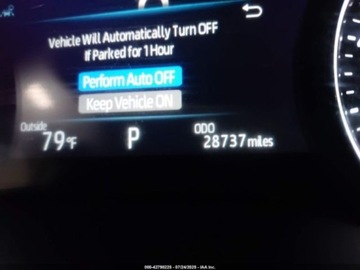 Vehicle Will Automatically Turn OFF
If Parked for 1 Hour
Perform Auto OFF
Keep Vehicle ON
Outside
79°F
P
ODO
28737 miles